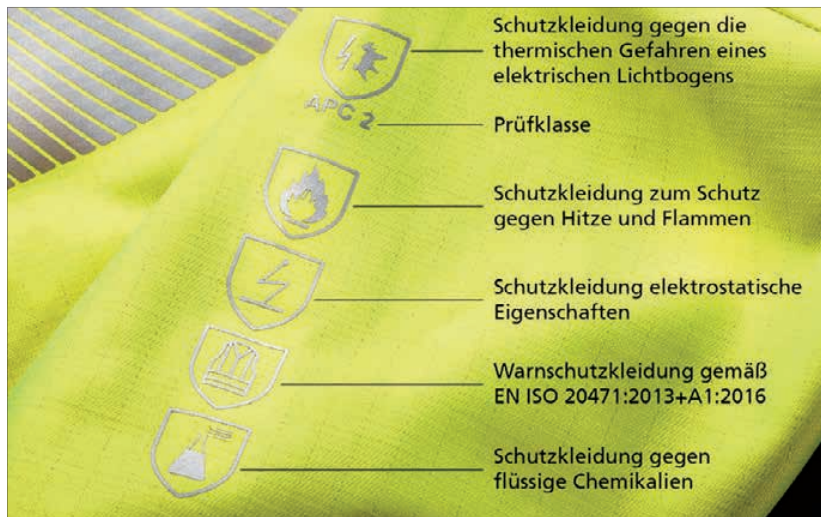 Schutzkleidung gegen die
thermischen Gefahren eines
elektrischen Lichtbogens
APC 2
Prüfklasse
Schutzkleidung zum Schutz
gegen Hitze und Flammen
Schutzkleidung elektrostatische
Eigenschaften
Warnschutzkleidung gemäß
EN ISO 20471:2013+A1:2016
Schutzkleidung gegen
flüssige Chemikalien